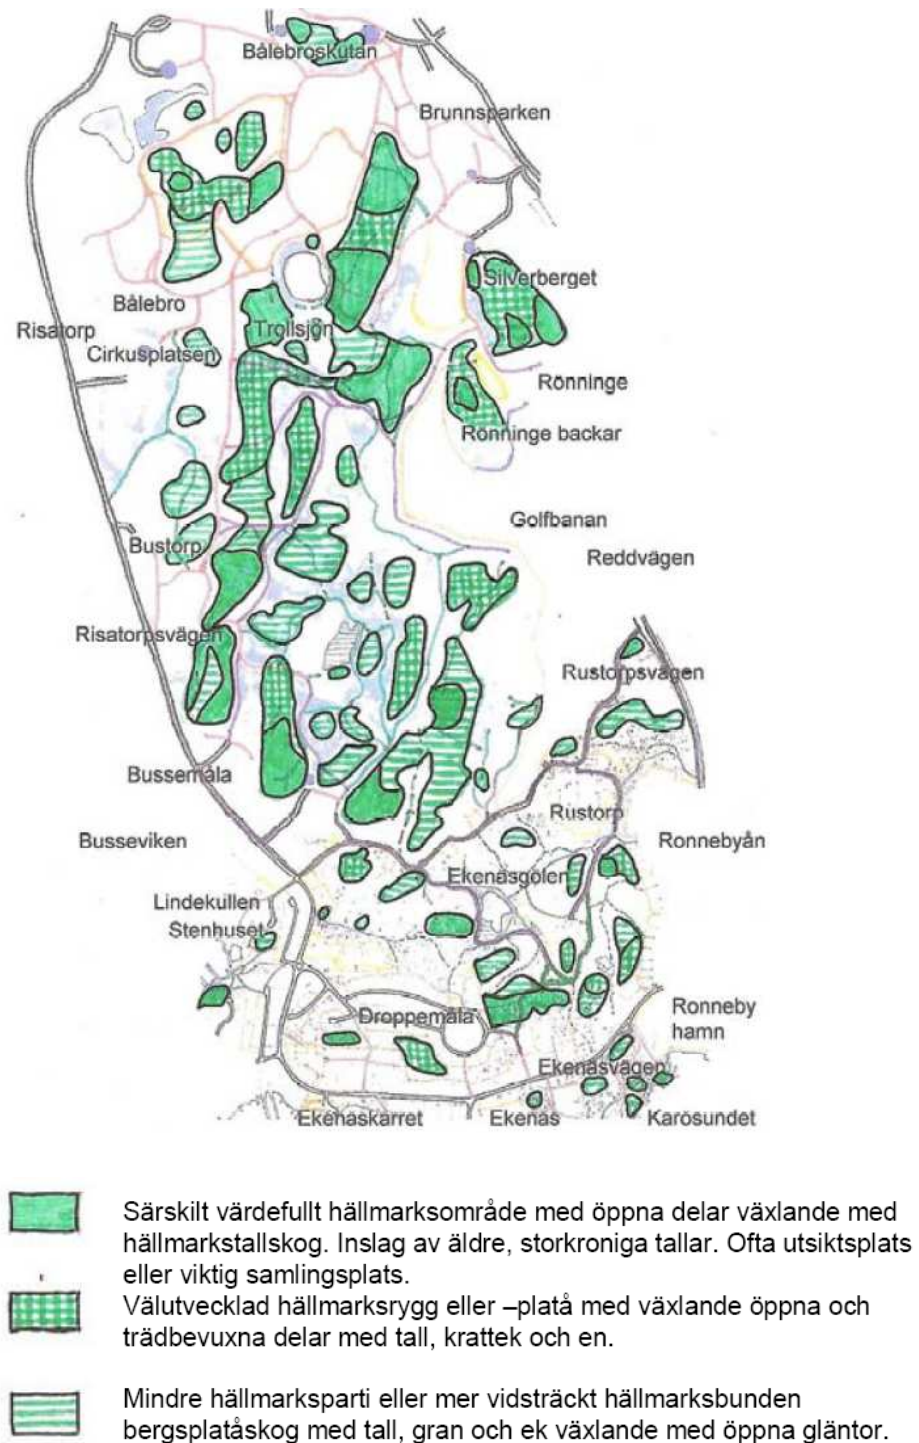 Bålebroskutan
Brunnsparken
Silverberget
Bålebro
Risatorp
Trollsjön
Cirkusplatsen
Rönninge
Rönninge backar
Golfbanan
Bustorp
Reddvägen
Risatorpsvägen
Rustorpsvägen
Bussemåla
Rustorp
Busseviken
Ronnebyån
Ekenäsgölen
Lindekullen
Stenhuset
Ronneby
hamn
Droppemåla
Ekenäsvägen
Ekenäskärret
Ekenäs
Karösundet
Särskilt värdefullt hällmarksområde med öppna delar växlande med
hällmarkstallskog. Inslag av äldre, storkroniga tallar. Ofta utsiktsplats
eller viktig samlingsplats.
Välutvecklad hällmarksrygg eller –platå med växlande öppna och
trädbevuxna delar med tall, krattek och en.
Mindre hällmarksparti eller mer vidsträckt hällmarksbunden
bergsplatåskog med tall, gran och ek växlande med öppna gläntor.